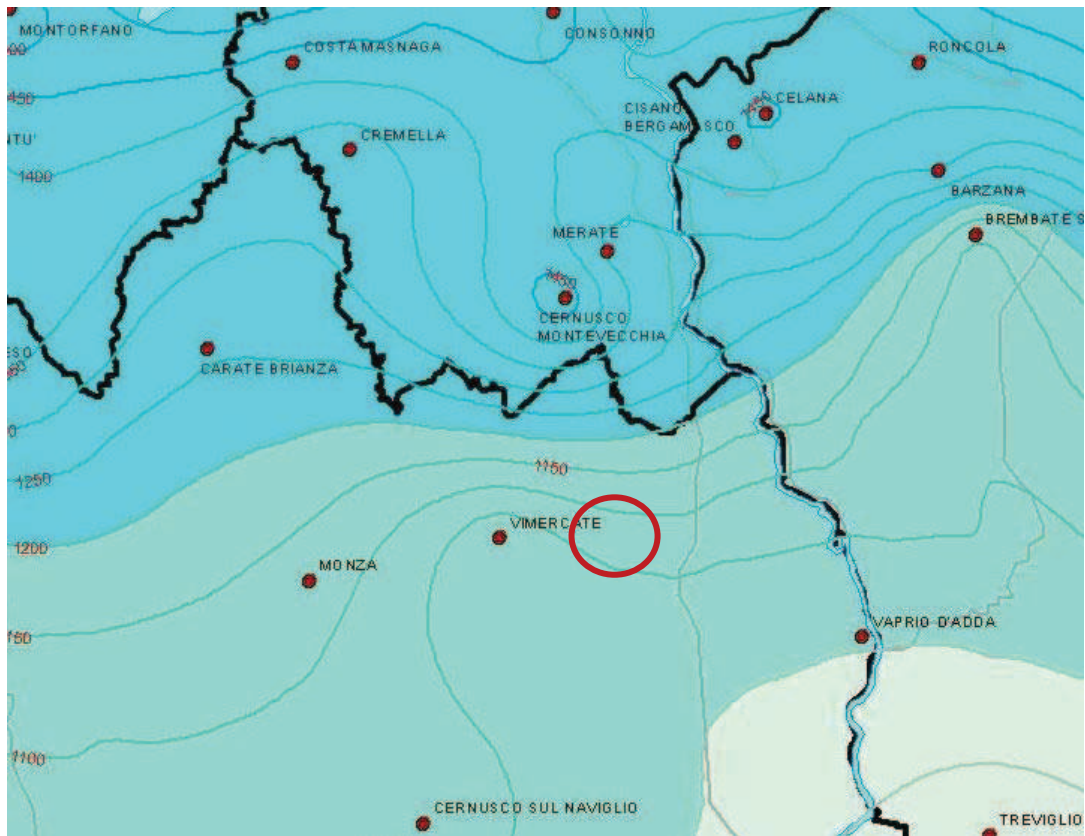 MONTORFANO
CONSONNO
COSTAMASNAGA
RONCOLA
1450
CELANA
CISANO
BERGAMASCO
1450
CREMELLA
1400
BARZANA
BREMBATE S
MERATE
CERNUSCO
MONTEVECCHIA
CARATE BRIANZA
1150
1250
VIMERCATE
1200
MONZA
VAPRIO D'ADDA
1100
CERNUSCO SUL NAVIGLIO
TREVIGLIO